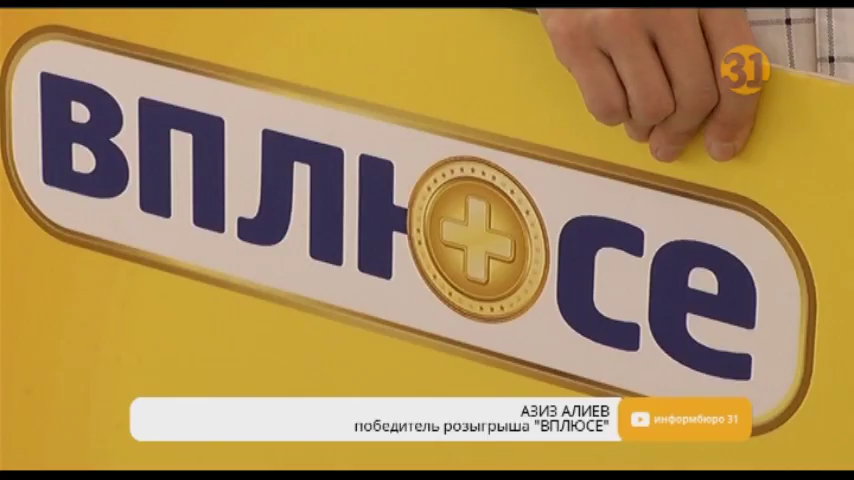 31
вплюсе
АЗИЗ АЛИЕВ
победитель розыгрыша "ВПЛЮСЕ"
информбюро 31